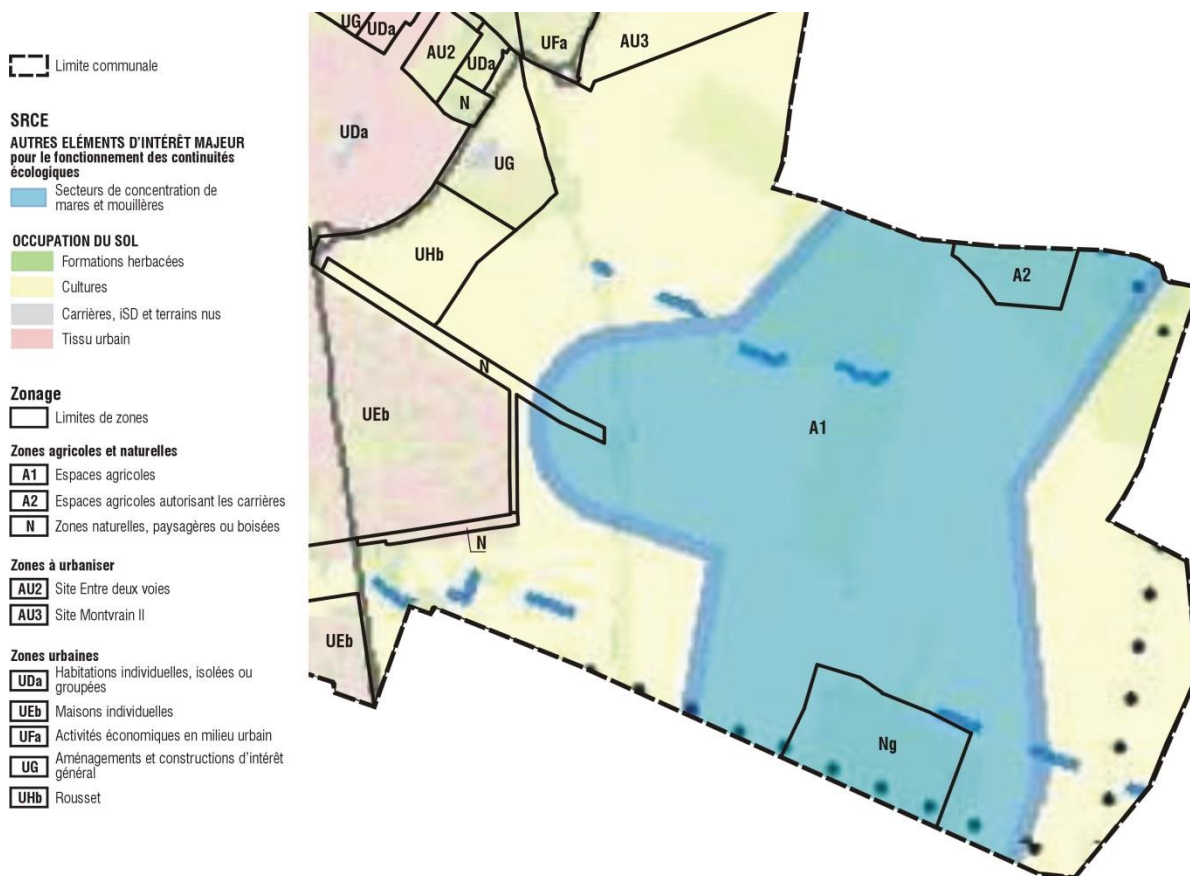 Limite communale
SRCE
AUTRES ELÉMENTS D'INTÉRÊT MAJEUR
pour le fonctionnement des continuités
écologiques
Secteurs de concentration de
mares et mouillères
OCCUPATION DU SOL
Formations herbacées
Cultures
Carrières, iSD et terrains nus
Tissu urbain
Zonage
Limites de zones
Zones agricoles et naturelles
A1 Espaces agricoles
A2 Espaces agricoles autorisant les carrières
N Zones naturelles, paysagères ou boisées
Zones à urbaniser
AU2 Site Entre deux voies
AU3 Site Montvrain II
Zones urbaines
UDa Habitations individuelles, isolées ou
groupées
UEb Maisons individuelles
UFa Activités économiques en milieu urbain
UG Aménagements et constructions d'intérêt
général
UHb Rousset
UG
UDa
AU2
UDa
N
UFa
AU3
UDa
UG
UHb
A2
N
UEb
A1
N
UEb
Ng